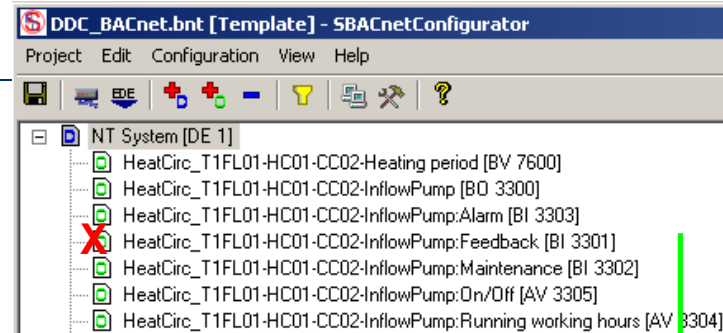 DDC_BACnet.bnt [Template] - SBACnetConfigurator
Project Edit Configuration View Help
EDE D ?
D NT System [DE 1]
HeatCirc_T1FL01-HC01-CC02-Heating period [BV 7600]
HeatCirc_T1FL01-HC01-CC02-InflowPump [BO 3300]
HeatCirc_T1FL01-HC01-CC02-InflowPump:Alarm [BI 3303]
X HeatCirc_T1FL01-HC01-CC02-InflowPump:Feedback [BI 3301]
HeatCirc_T1FL01-HC01-CC02-InflowPump:Maintenance [BI 3302]
HeatCirc_T1FL01-HC01-CC02-InflowPump:On/Off [AV 3305]
HeatCirc_T1FL01-HC01-CC02-InflowPump:Running working hours [AV 3304]